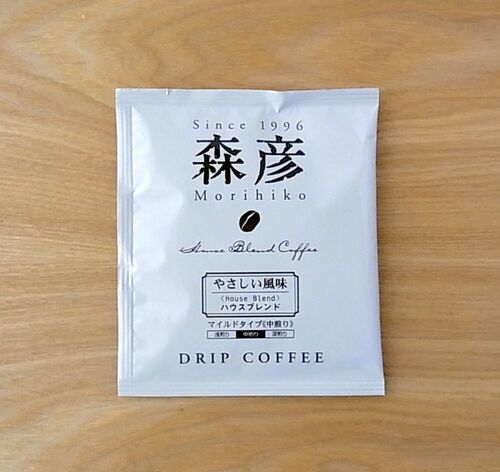 Since 1996
森彦
Morihiko
House Blend Coffee
やさしい風味
〈House Blend〉
ハウスブレンド
マイルドタイプ《中煎り》
浅煎り 中煎り 深煎り
DRIP COFFEE